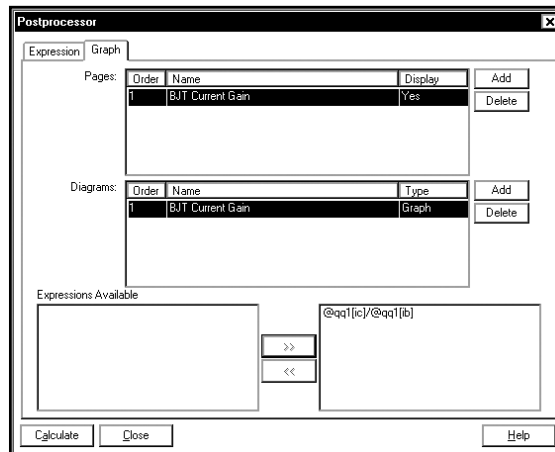 Postprocessor
Expression Graph
Pages: Order Name Display Add
1 BJT Current Gain Yes Delete
Diagrams: Order Name Type Add
1 BJT Current Gain Graph Delete
Expressions Available
@qq1[ic]/@qq1[ib]
>>
<<
Calculate Close Help